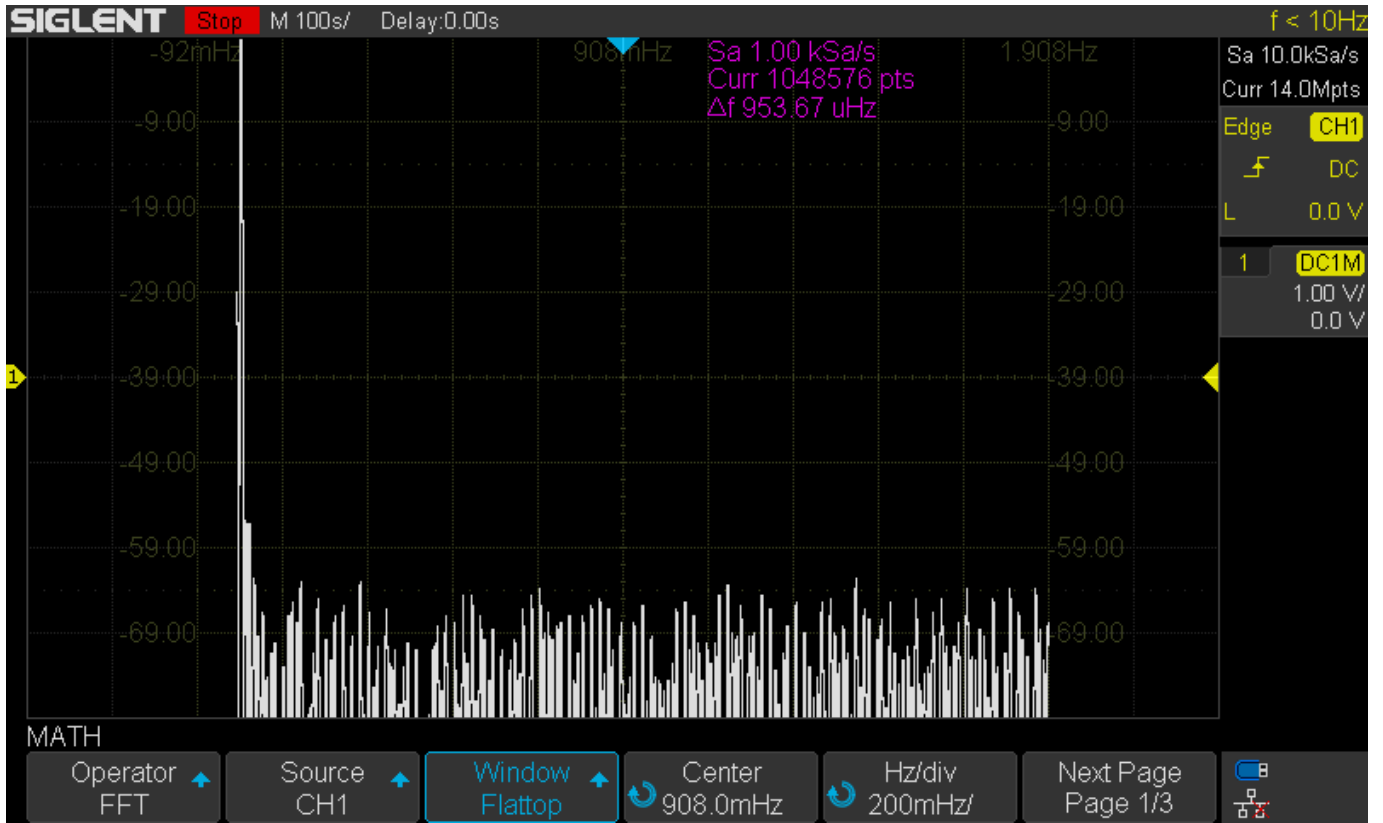 SIGLENT Stop M 100s/ Delay:0.00s f < 10Hz
-92mHz 908mHz Sa 1.00 kSa/s 1.908Hz Sa 10.0kSa/s
Curr 1048576 pts Curr 14.0Mpts
Δf 953.67 uHz
-9.00 -9.00 Edge CH1
DC
-19.00 -19.00 L 0.0 V
1 DC1M
-29.00 -29.00 1.00 V/
0.0 V
1 -39.00 -39.00
-49.00 -49.00
-59.00 -59.00
-69.00 -69.00
MATH
Operator Source Window Center Hz/div Next Page
FFT CH1 Flattop 908.0mHz 200mHz/ Page 1/3